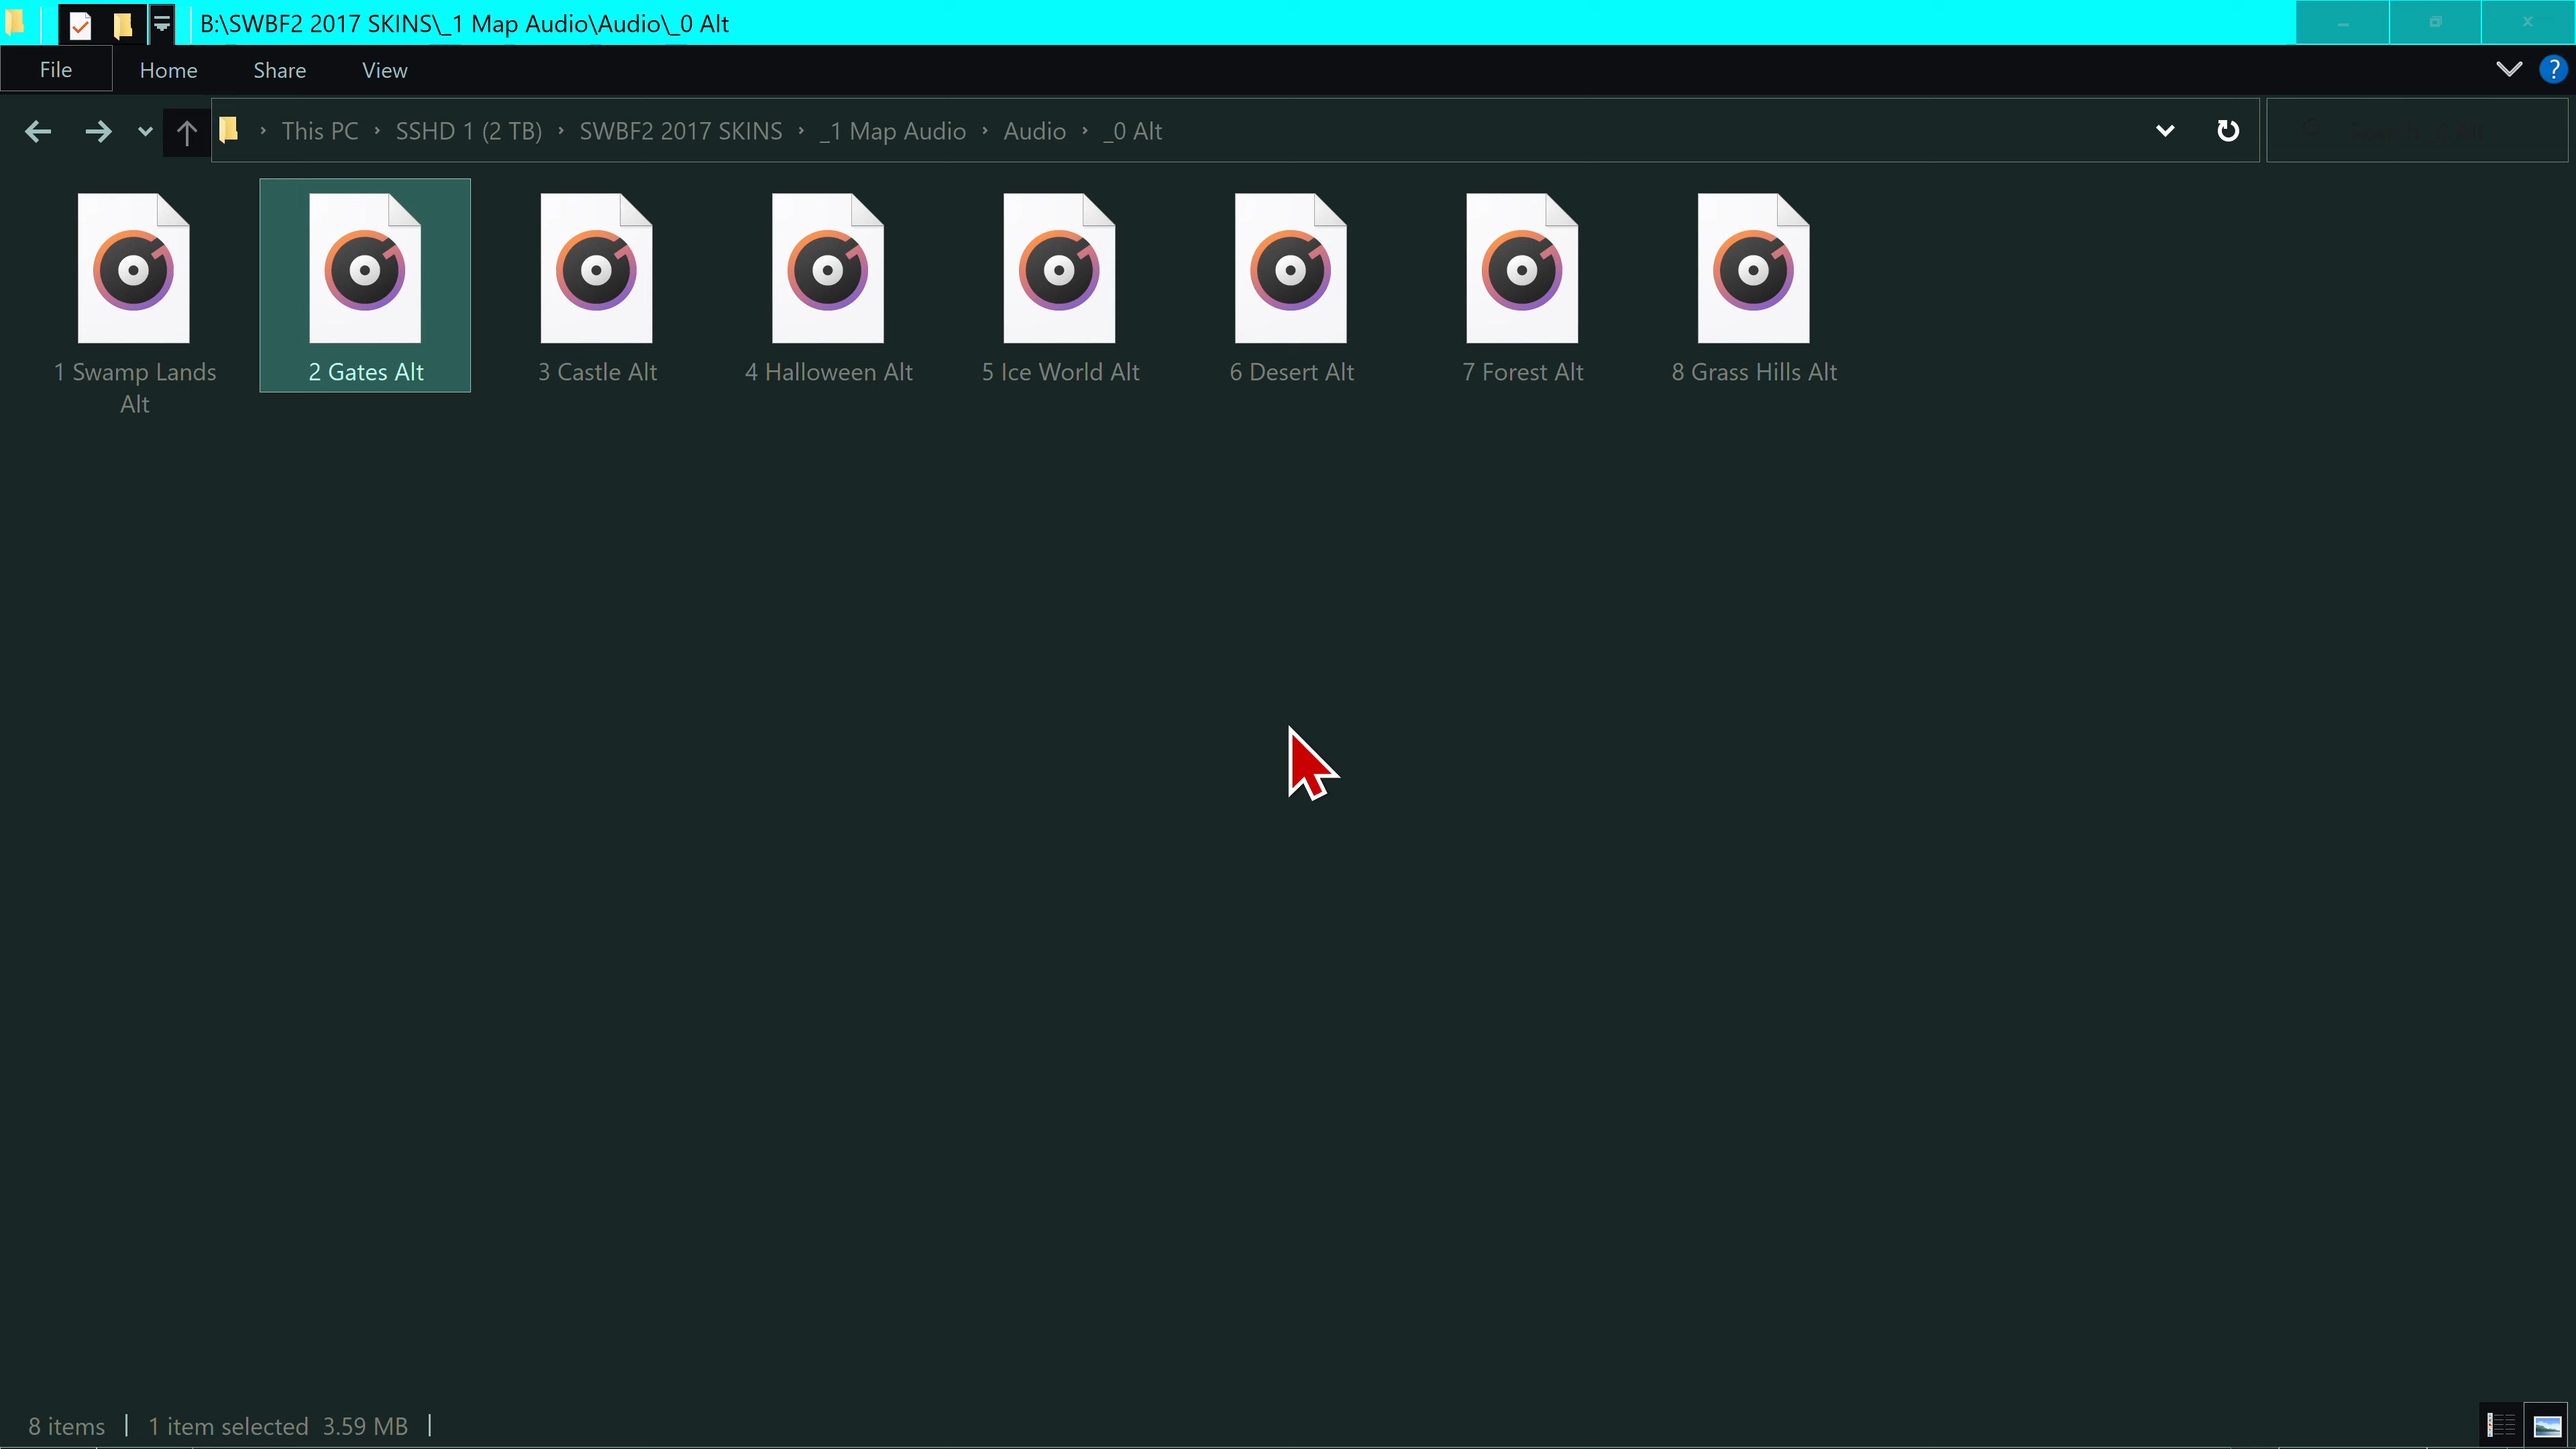 B:\SWBF2 2017 SKINS\_1 Map Audio\Audio\_0 Alt
File Home Share View ?
This PC › SSHD 1 (2 TB) › SWBF2 2017 SKINS › _1 Map Audio › Audio › _0 Alt
1 Swamp Lands
Alt
2 Gates Alt
3 Castle Alt
4 Halloween Alt
5 Ice World Alt
6 Desert Alt
7 Forest Alt
8 Grass Hills Alt
8 items 1 item selected 3.59 MB